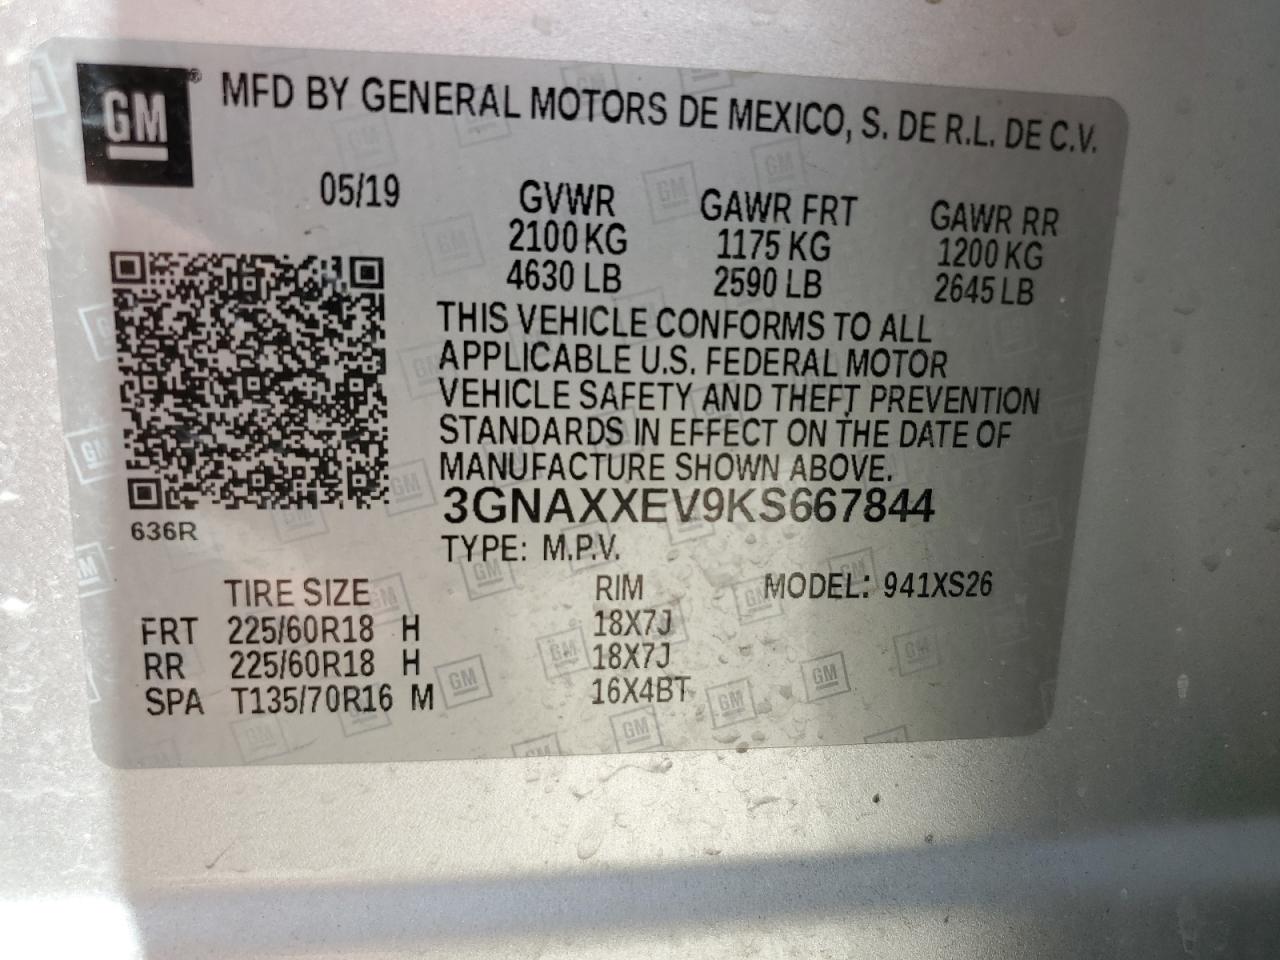 GM® MFD BY GENERAL MOTORS DE MEXICO, S. DE R.L. DE C.V.
05/19 GVWR GAWR FRT GAWR RR
2100 KG 1175 KG 1200 KG
4630 LB 2590 LB 2645 LB
THIS VEHICLE CONFORMS TO ALL
APPLICABLE U.S. FEDERAL MOTOR
VEHICLE SAFETY AND THEFT PREVENTION
STANDARDS IN EFFECT ON THE DATE OF
MANUFACTURE SHOWN ABOVE.
636R
3GNAXXEV9KS667844
TYPE: M.P.V.
TIRE SIZE RIM MODEL: 941XS26
FRT 225/60R18 H 18X7J
RR 225/60R18 H 18X7J
SPA T135/70R16 M 16X4BT